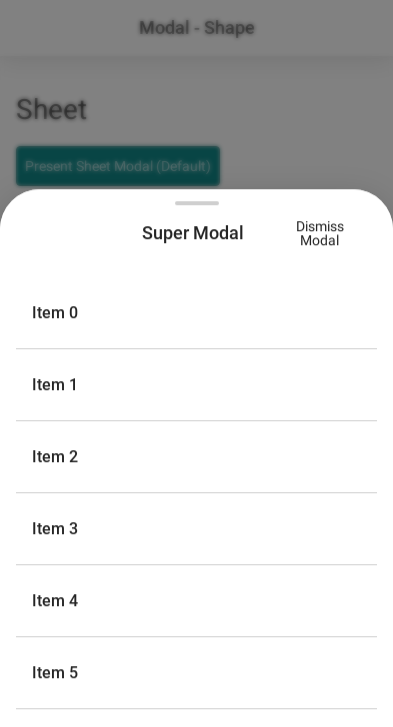 Modal - Shape
Sheet
Present Sheet Modal (Default)
Super Modal
Dismiss
Modal
Item 0
Item 1
Item 2
Item 3
Item 4
Item 5